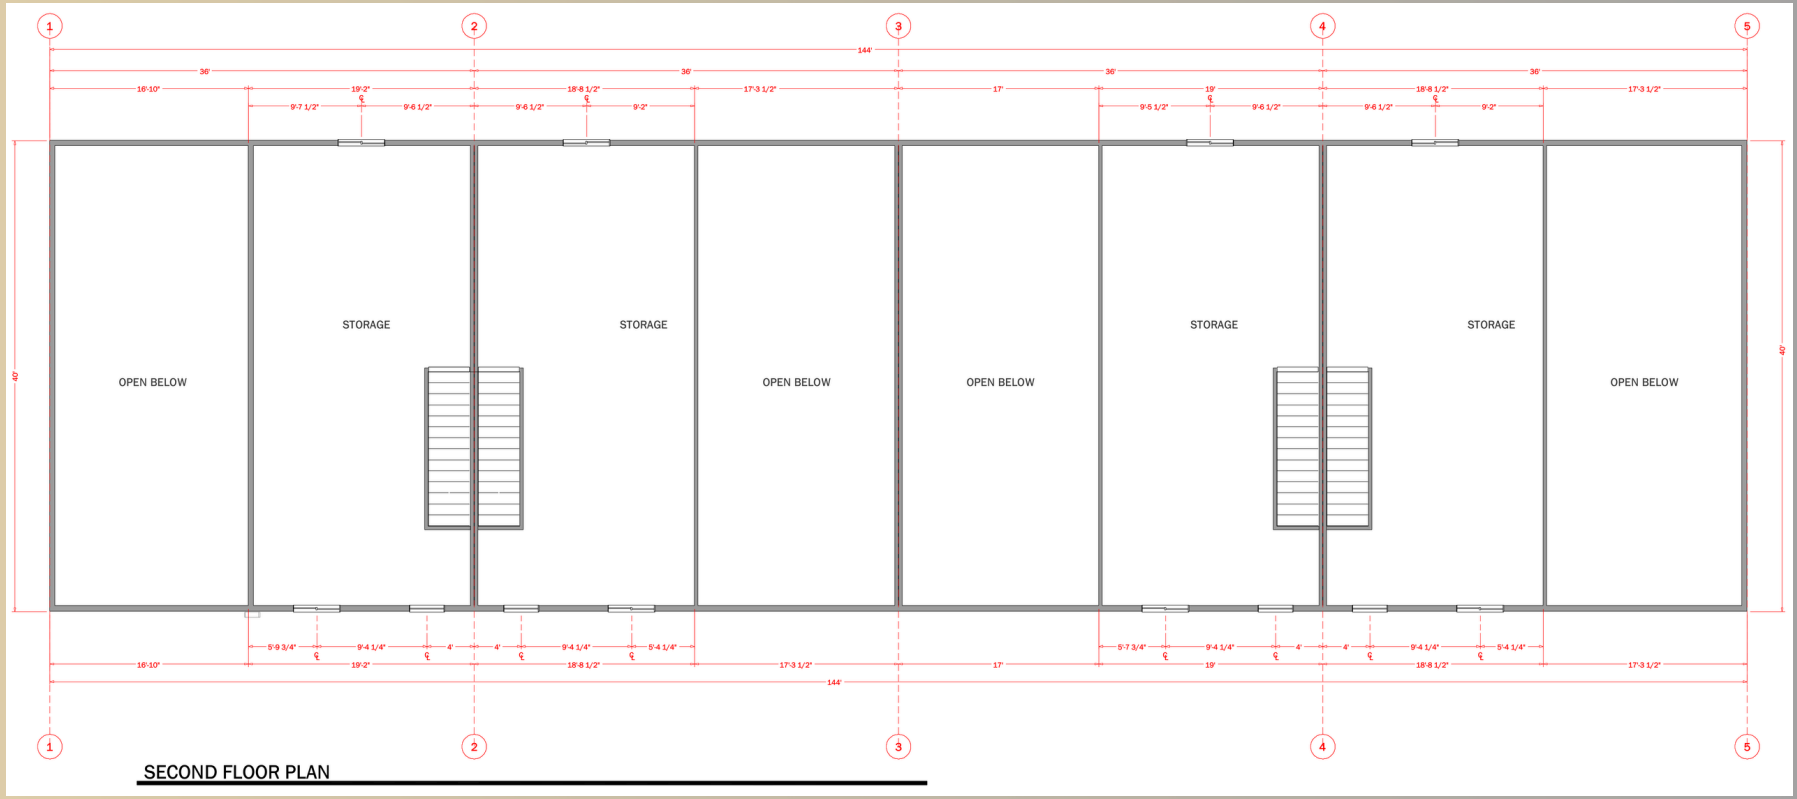 1 2 3 4 5
144'
36' 36' 36' 36'
16'-10" 19'-2" 18'-8 1/2" 17'-3 1/2" 17' 19' 18'-8 1/2" 17'-3 1/2"
℄ ℄ ℄ ℄
9'-7 1/2" 9'-6 1/2" 9'-6 1/2" 9'-2" 9'-5 1/2" 9'-6 1/2" 9'-6 1/2" 9'-2"
STORAGE STORAGE STORAGE STORAGE
40' 40'
OPEN BELOW OPEN BELOW OPEN BELOW OPEN BELOW
5'-9 3/4" 9'-4 1/4" 4' 4' 9'-4 1/4" 5'-4 1/4" 5'-7 3/4" 9'-4 1/4" 4' 4' 9'-4 1/4" 5'-4 1/4"
℄ ℄ ℄ ℄ ℄ ℄ ℄ ℄
16'-10" 19'-2" 18'-8 1/2" 17'-3 1/2" 17' 19' 18'-8 1/2" 17'-3 1/2"
144'
1 2 3 4 5
SECOND FLOOR PLAN